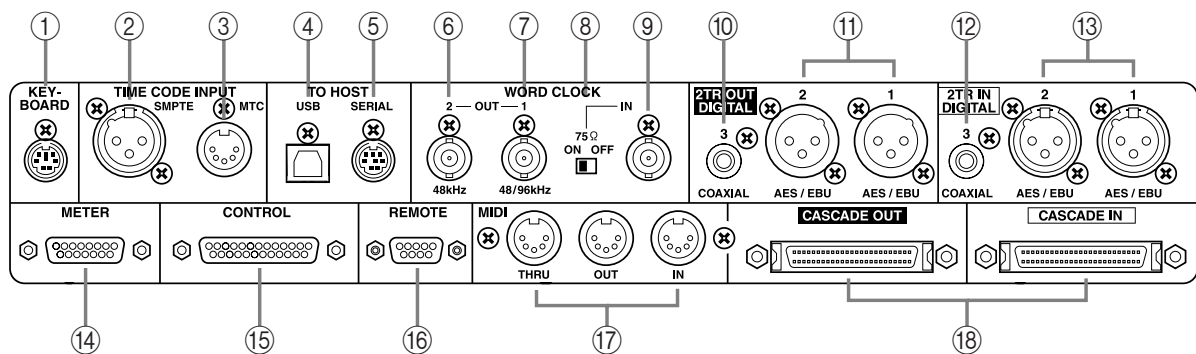 ① ② ③ ④ ⑤ ⑥ ⑦ ⑧ ⑨ ⑩ ⑪ ⑫ ⑬
KEY-
BOARD
TIME CODE INPUT
SMPTE MTC
TO HOST
USB SERIAL
WORD CLOCK
2 OUT 1 IN
75Ω
ON OFF
48kHz 48/96kHz
2TR OUT
DIGITAL
2 1
3
COAXIAL AES / EBU AES / EBU
2TR IN
DIGITAL
2 1
3
COAXIAL AES / EBU AES / EBU
METER CONTROL REMOTE MIDI CASCADE OUT CASCADE IN
THRU OUT IN
⑭ ⑮ ⑯ ⑰ ⑱